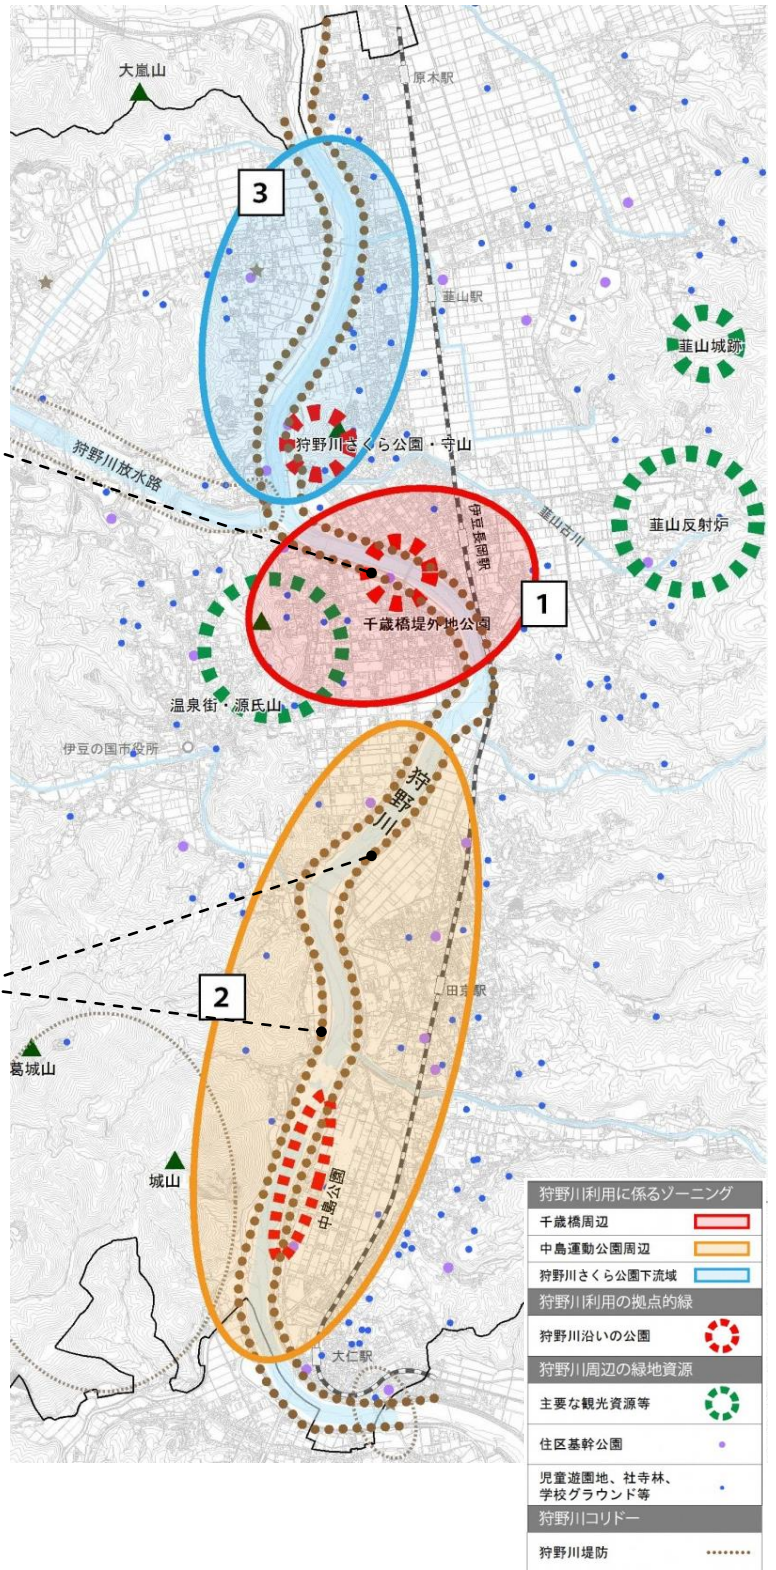 大嵐山
原木駅
3
韮山駅
韮山城跡
狩野川さくら公園・守山
狩野川放水路
伊豆長岡駅
韮山古川
韮山反射炉
1
千歳橋堤外地公園
温泉街・源氏山
伊豆の国市役所
狩野川
2
田京駅
葛城山
城山
中島公園
大仁駅
狩野川利用に係るゾーニング
千歳橋周辺
中島運動公園周辺
狩野川さくら公園下流域
狩野川利用の拠点的緑
狩野川沿いの公園
狩野川周辺の緑地資源
主要な観光資源等
住区基幹公園
児童遊園地、社寺林、
学校グラウンド等
狩野川コリドー
狩野川堤防